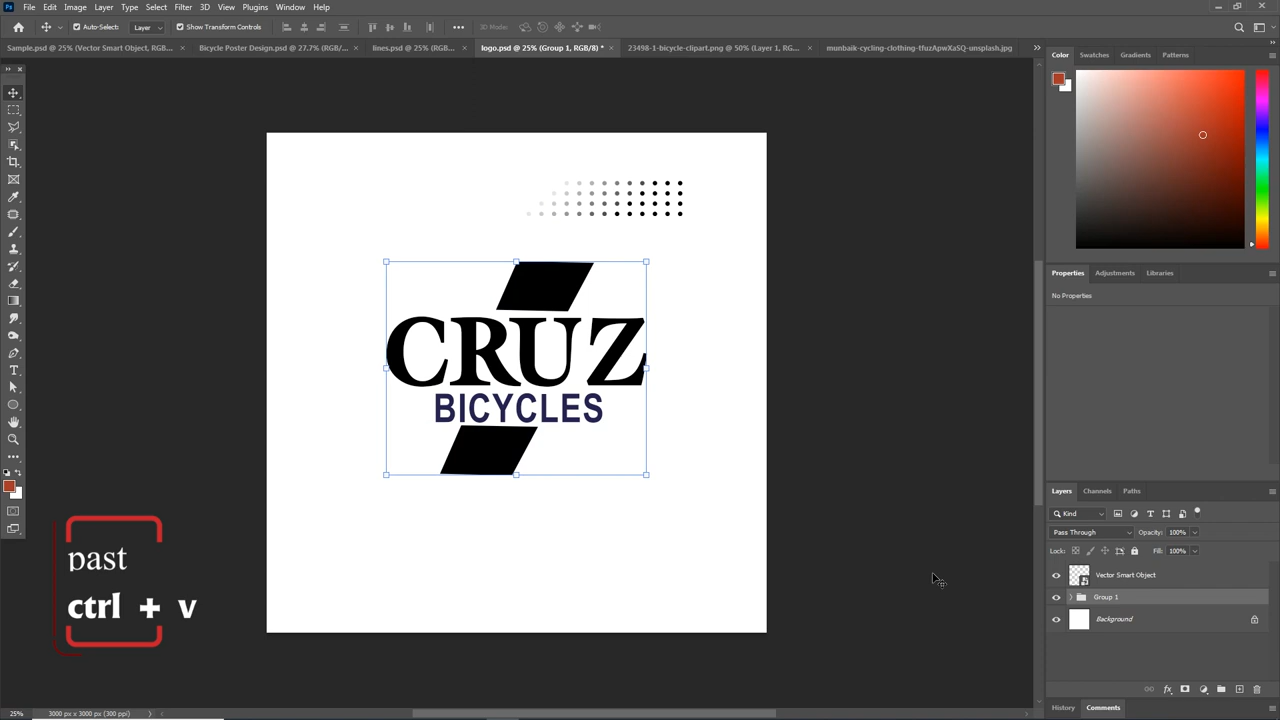 Ps File Edit Image Layer Type Select Filter 3D View Plugins Window Help
Auto-Select: Layer Show Transform Controls 3D Mode:
Sample.psd @ 25% (Vector Smart Object, RGB/... Bicycle Poster Design.psd @ 27.7% (RGB/... lines.psd @ 25% (RGB/... logo.psd @ 25% (Group 1, RGB/8) * 23498-1-bicycle-clipart.png @ 50% (Layer 1, RG... munbaik-cycling-clothing-tfuzApwXaSQ-unsplash.jpg
Color Swatches Gradients Patterns
Properties Adjustments Libraries
No Properties
CRUZ
BICYCLES
Layers Channels Paths
Kind
Pass Through Opacity: 100%
Lock: Fill: 100%
Vector Smart Object
Group 1
Background
past
ctrl + v
History Comments
25% 3000 px x 3000 px (300 ppi)